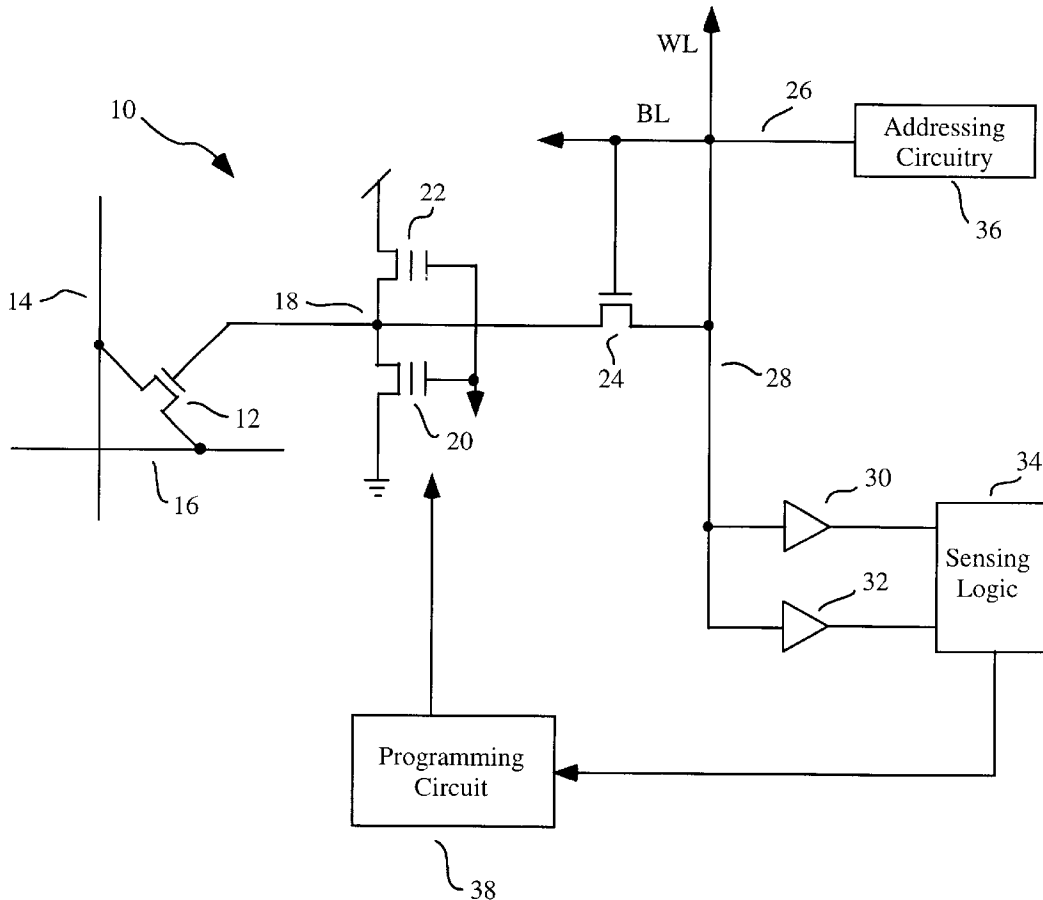 WL
10
BL
26
Addressing
Circuitry
36
22
14
18
24
28
12
20
16
30
34
Sensing
Logic
32
Programming
Circuit
38